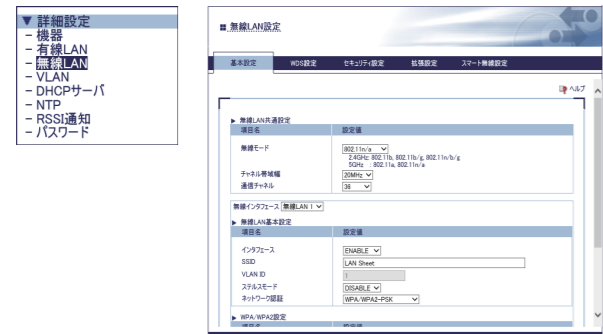 ▼ 詳細設定
− 機器
− 有線LAN
− 無線LAN
− VLAN
− DHCPサーバ
− NTP
− RSSI通知
− パスワード
無線LAN設定
基本設定 WDS設定 セキュリティ設定 拡張設定 スマート無線設定
ヘルプ
▶ 無線LAN共通設定
項目名 設定値
無線モード 802.11n/a
2.4GHz: 802.11b, 802.11b/g, 802.11n/b/g
5GHz : 802.11a, 802.11n/a
チャネル帯域幅 20MHz
通信チャネル 36
無線インタフェース 無線LAN 1
▶ 無線LAN基本設定
項目名 設定値
インタフェース ENABLE
SSID LAN Sheet
VLAN ID 1
ステルスモード DISABLE
ネットワーク認証 WPA/WPA2-PSK
▶ WPA/WPA2設定
項目名 設定値